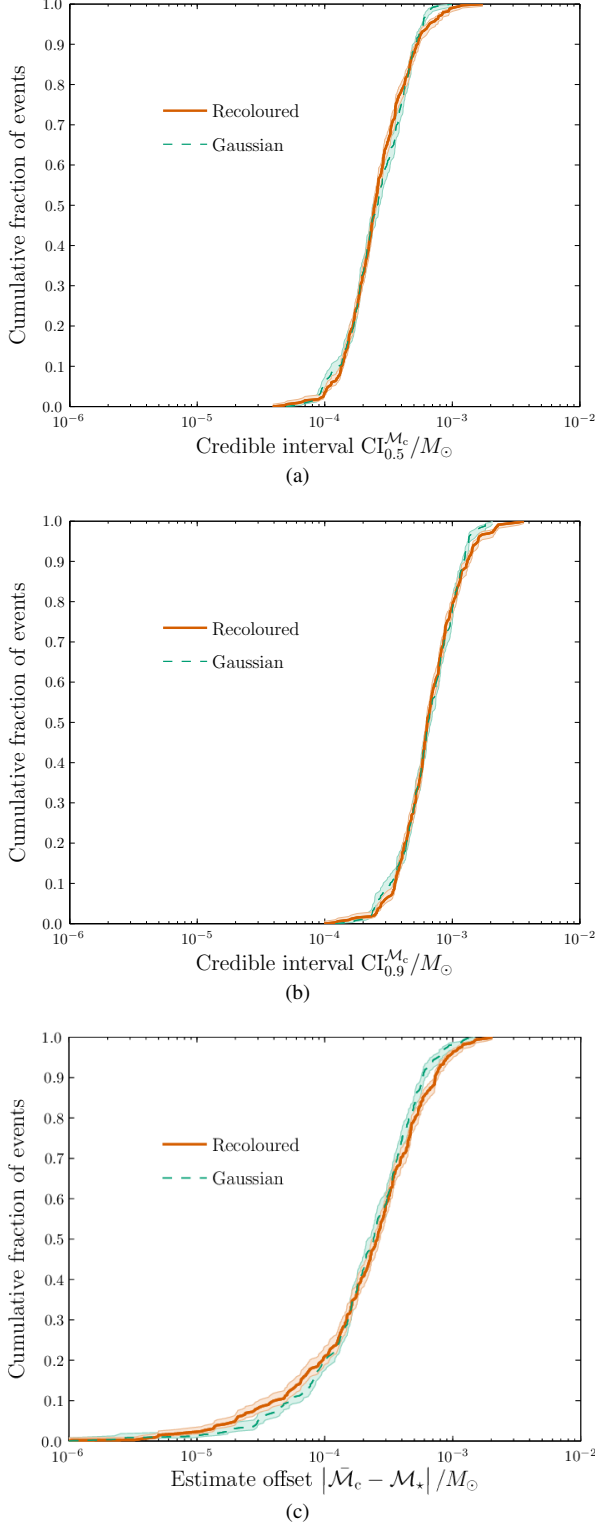 1.0
0.9
0.8
0.7
0.6
0.5
0.4
0.3
0.2
0.1
0.0
Cumulative fraction of events
Recoloured
Gaussian
10⁻⁶ 10⁻⁵ 10⁻⁴ 10⁻³ 10⁻²
Credible interval CI₀.₅^ℳc/M⊙
(a)
1.0
0.9
0.8
0.7
0.6
0.5
0.4
0.3
0.2
0.1
0.0
Cumulative fraction of events
Recoloured
Gaussian
10⁻⁶ 10⁻⁵ 10⁻⁴ 10⁻³ 10⁻²
Credible interval CI₀.₉^ℳc/M⊙
(b)
1.0
0.9
0.8
0.7
0.6
0.5
0.4
0.3
0.2
0.1
0.0
Cumulative fraction of events
Recoloured
Gaussian
10⁻⁶ 10⁻⁵ 10⁻⁴ 10⁻³ 10⁻²
Estimate offset |ℳ̄c − ℳ⋆| /M⊙
(c)